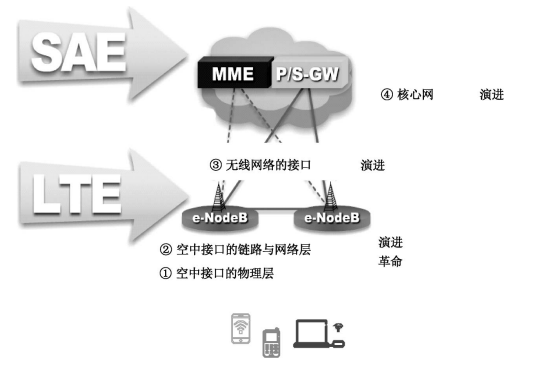 SAE
MME P/S-GW
④ 核心网 演进
③ 无线网络的接口 演进
LTE
e-NodeB e-NodeB
② 空中接口的链路与网络层 演进
① 空中接口的物理层 革命